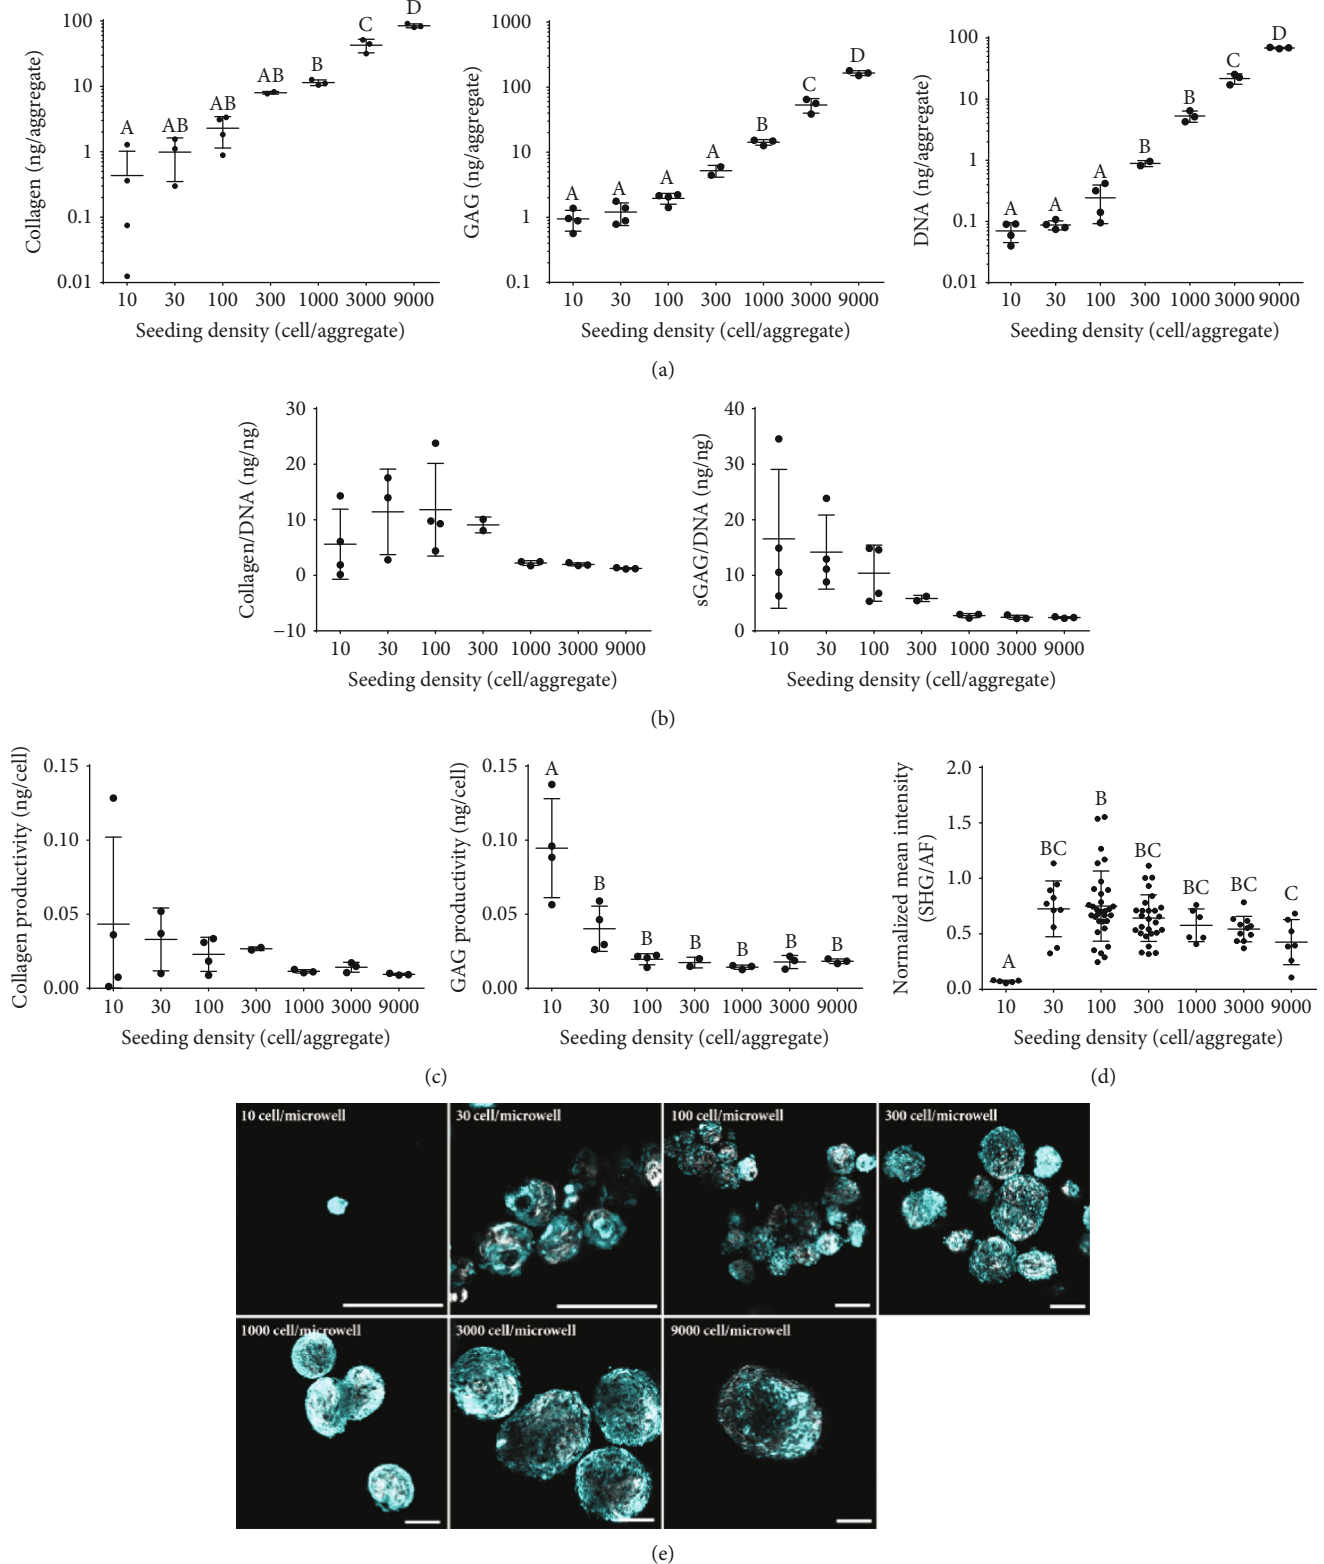 Collagen (ng/aggregate)
100
10
1
0.1
0.01
A
AB
AB
AB
B
C
D
10 30 100 300 1000 3000 9000
Seeding density (cell/aggregate)
GAG (ng/aggregate)
1000
100
10
1
0.1
A
A
A
A
B
C
D
10 30 100 300 1000 3000 9000
Seeding density (cell/aggregate)
DNA (ng/aggregate)
100
10
1
0.1
0.01
A
A
A
B
B
C
D
10 30 100 300 1000 3000 9000
Seeding density (cell/aggregate)
(a)
Collagen/DNA (ng/ng)
30
20
10
0
−10
10 30 100 300 1000 3000 9000
Seeding density (cell/aggregate)
sGAG/DNA (ng/ng)
40
30
20
10
0
10 30 100 300 1000 3000 9000
Seeding density (cell/aggregate)
(b)
Collagen productivity (ng/cell)
0.15
0.10
0.05
0.00
10 30 100 300 1000 3000 9000
Seeding density (cell/aggregate)
GAG productivity (ng/cell)
0.15
0.10
0.05
0.00
A
B
B
B
B
B
B
10 30 100 300 1000 3000 9000
Seeding density (cell/aggregate)
(c)
Normalized mean intensity
(SHG/AF)
2.0
1.5
1.0
0.5
0.0
A
BC
B
BC
BC
BC
C
10 30 100 300 1000 3000 9000
Seeding density (cell/aggregate)
(d)
10 cell/microwell
30 cell/microwell
100 cell/microwell
300 cell/microwell
1000 cell/microwell
3000 cell/microwell
9000 cell/microwell
(e)